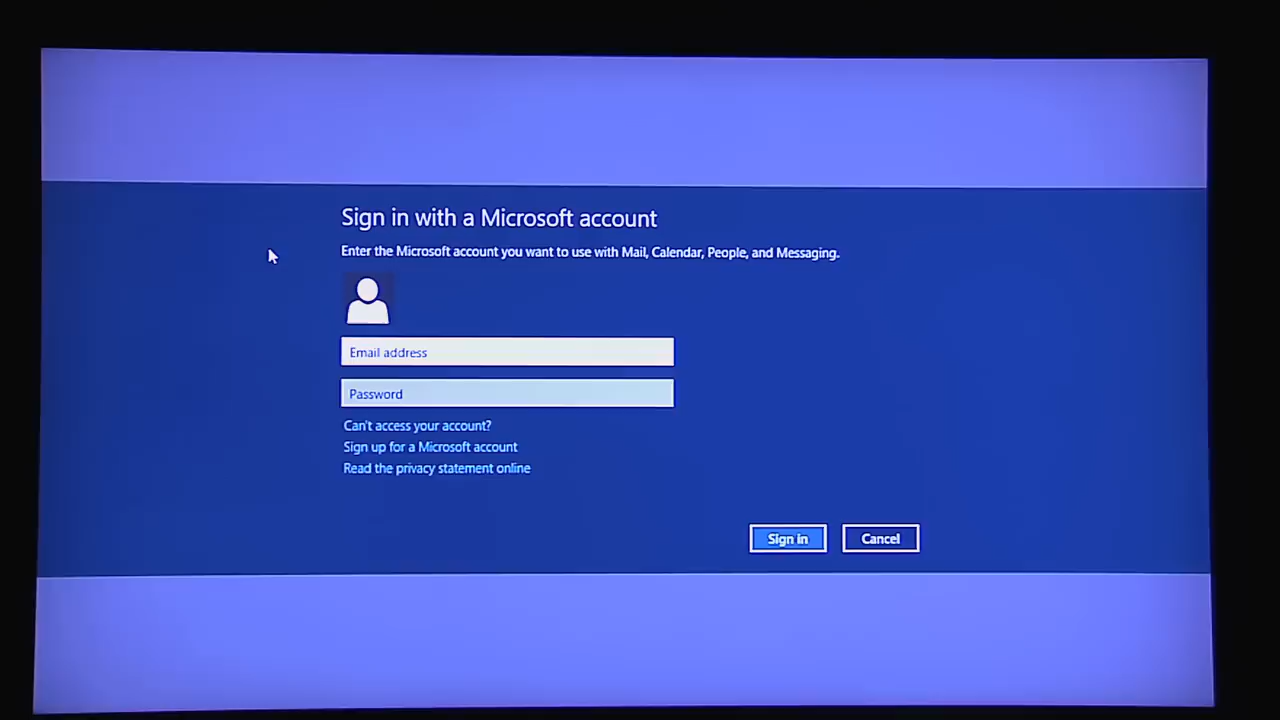 Sign in with a Microsoft account
Enter the Microsoft account you want to use with Mail, Calendar, People, and Messaging.
Email address
Password
Can't access your account?
Sign up for a Microsoft account
Read the privacy statement online
Sign in
Cancel